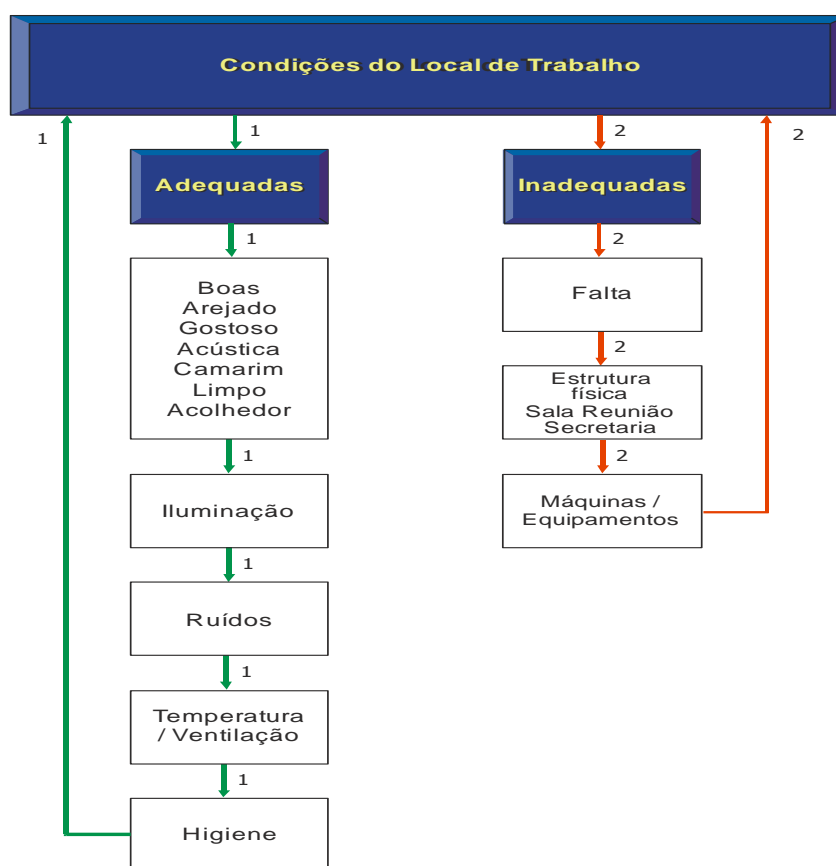 Condições do Local de Trabalho
1
1
2
2
Adequadas
Inadequadas
1
2
Boas
Arejado
Gostoso
Acústica
Camarim
Limpo
Acolhedor
Falta
2
Estrutura
física
Sala Reunião
Secretaria
1
2
Iluminação
Máquinas /
Equipamentos
1
Ruídos
1
Temperatura
/ Ventilação
1
Higiene